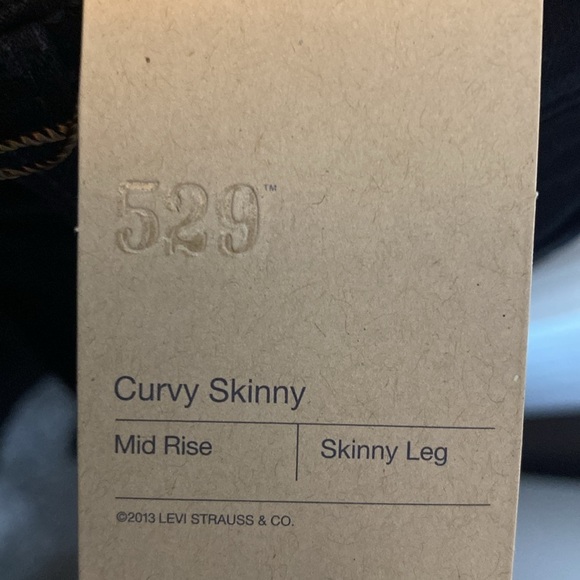 529™
Curvy Skinny
Mid Rise
Skinny Leg
©2013 LEVI STRAUSS & CO.